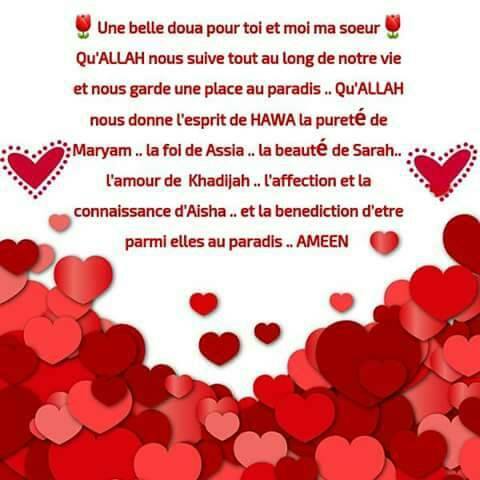 🌷Une belle doua pour toi et moi ma soeur🌷
Qu'ALLAH nous suive tout au long de notre vie
et nous garde une place au paradis .. Qu'ALLAH
nous donne l'esprit de HAWA la pureté de
Maryam .. la foi de Assia .. la beauté de Sarah..
l'amour de Khadijah .. l'affection et la
connaissance d'Aisha .. et la benediction d'etre
parmi elles au paradis .. AMEEN